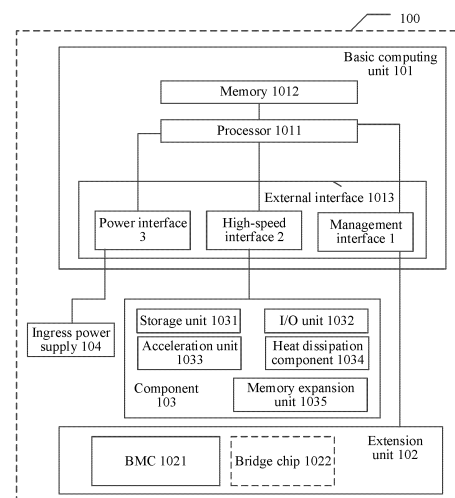 100
Basic computing
unit 101
Memory 1012
Processor 1011
External interface 1013
Power interface
3
High-speed
interface 2
Management
interface 1
Ingress power
supply 104
Storage unit 1031
I/O unit 1032
Acceleration unit
1033
Heat dissipation
component 1034
Component
103
Memory expansion
unit 1035
Extension
unit 102
BMC 1021
Bridge chip 1022